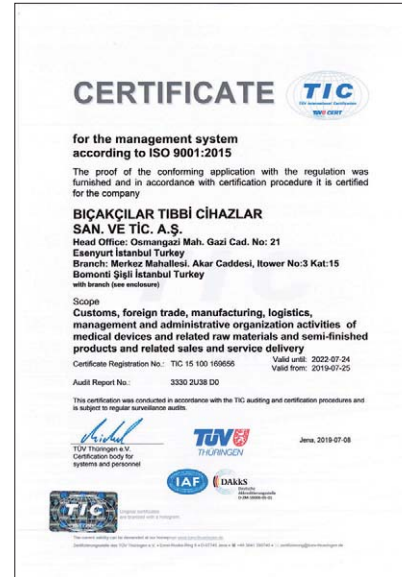 CERTIFICATE
TIC
TÜV CERT
for the management system
according to ISO 9001:2015
The proof of the conforming application with the regulation was
furnished and in accordance with certification procedure it is certified
for the company
BIÇAKÇILAR TIBBİ CİHAZLAR
SAN. VE TİC. A.Ş.
Head Office: Osmangazi Mah. Gazi Cad. No: 21
Esenyurt İstanbul Turkey
Branch: Merkez Mahallesi. Akar Caddesi, Itower No:3 Kat:15
Bomonti Şişli İstanbul Turkey
with branch (see enclosure)
Scope
Customs, foreign trade, manufacturing, logistics,
management and administrative organization activities of
medical devices and related raw materials and semi-finished
products and related sales and service delivery
Certificate Registration No.: TIC 15 100 169656
Valid until: 2022-07-24
Valid from: 2019-07-25
Audit Report No.: 3330 2U38 D0
This certification was conducted in accordance with the TIC auditing and certification procedures and
is subject to regular surveillance audits.
TÜV Thüringen e.V.
Certification body for
systems and personnel
TÜV
THÜRINGEN
Jena, 2019-07-08
IAF
DAkkS
Deutsche
Akkreditierungsstelle
TIC
Original certificates
are branded with a hologram.